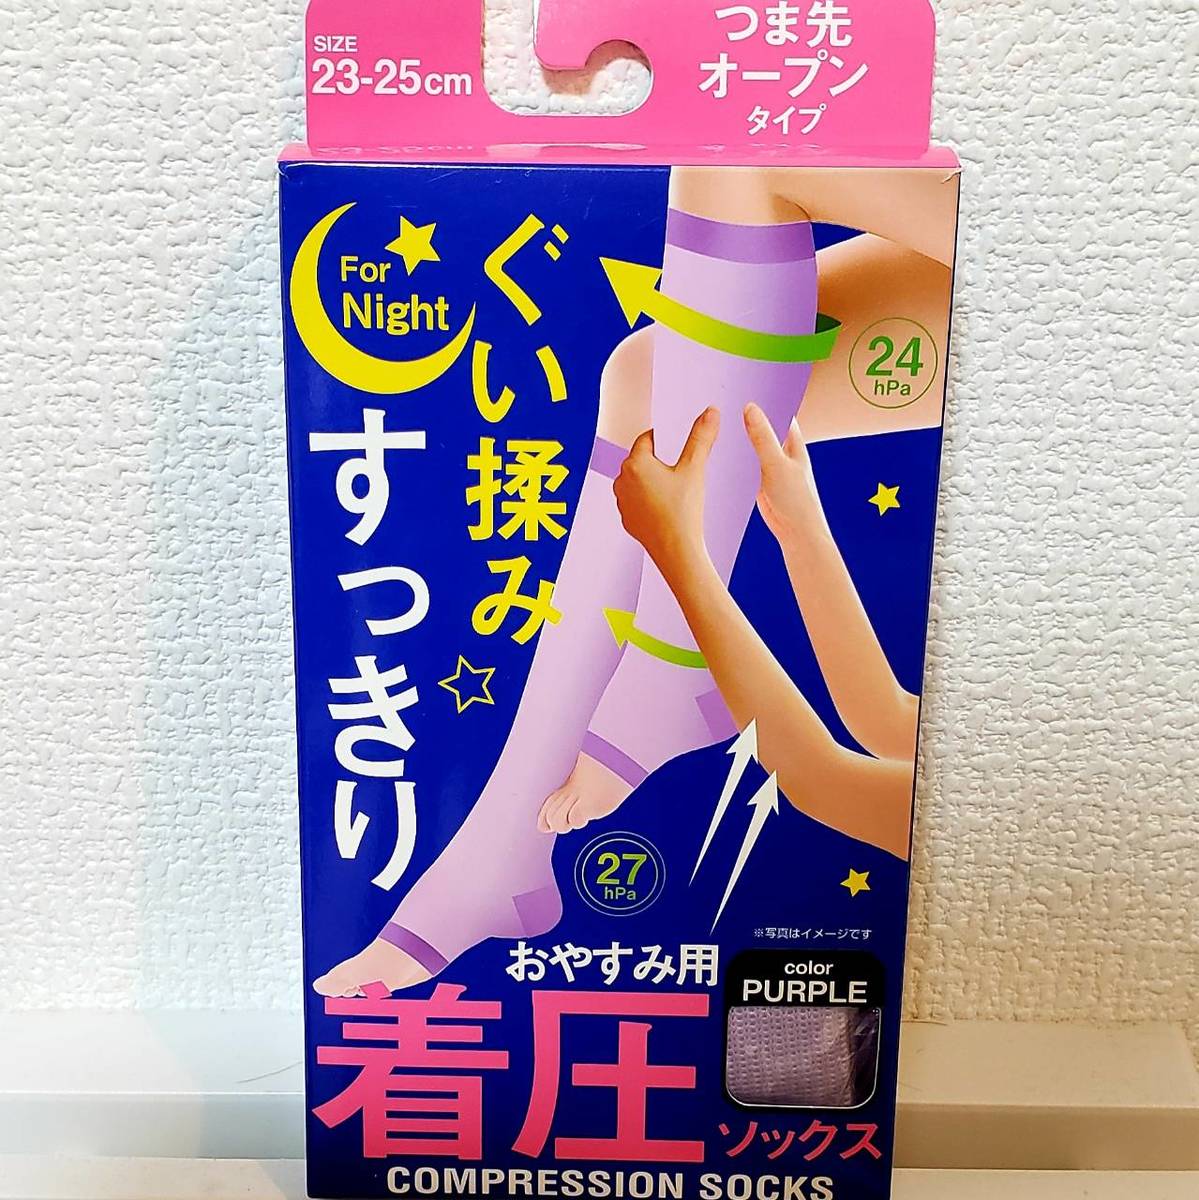 SIZE
23-25cm
つま先
オープン
タイプ
For
Night
ぐい揉み
すっきり
24
hPa
27
hPa
※写真はイメージです
おやすみ用
着圧
ソックス
color
PURPLE
COMPRESSION SOCKS